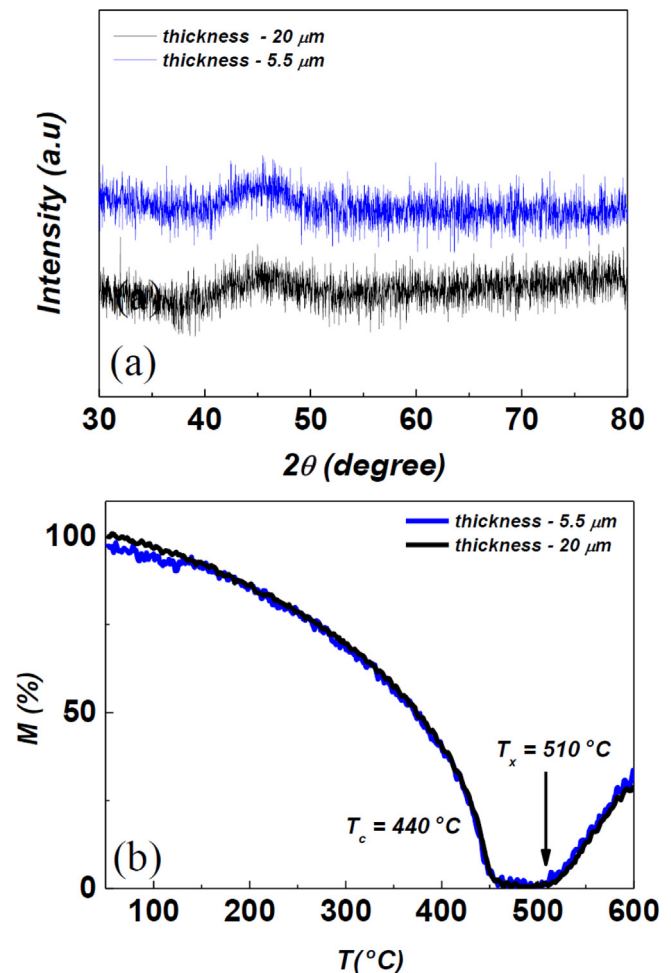 thickness - 20 μm
thickness - 5.5 μm
Intensity (a.u)
(a)
(a)
30 40 50 60 70 80
2θ (degree)
thickness - 5.5 μm
thickness - 20 μm
100
50
0
M (%)
T_x = 510 °C
T_c = 440 °C
(b)
100 200 300 400 500 600
T(°C)